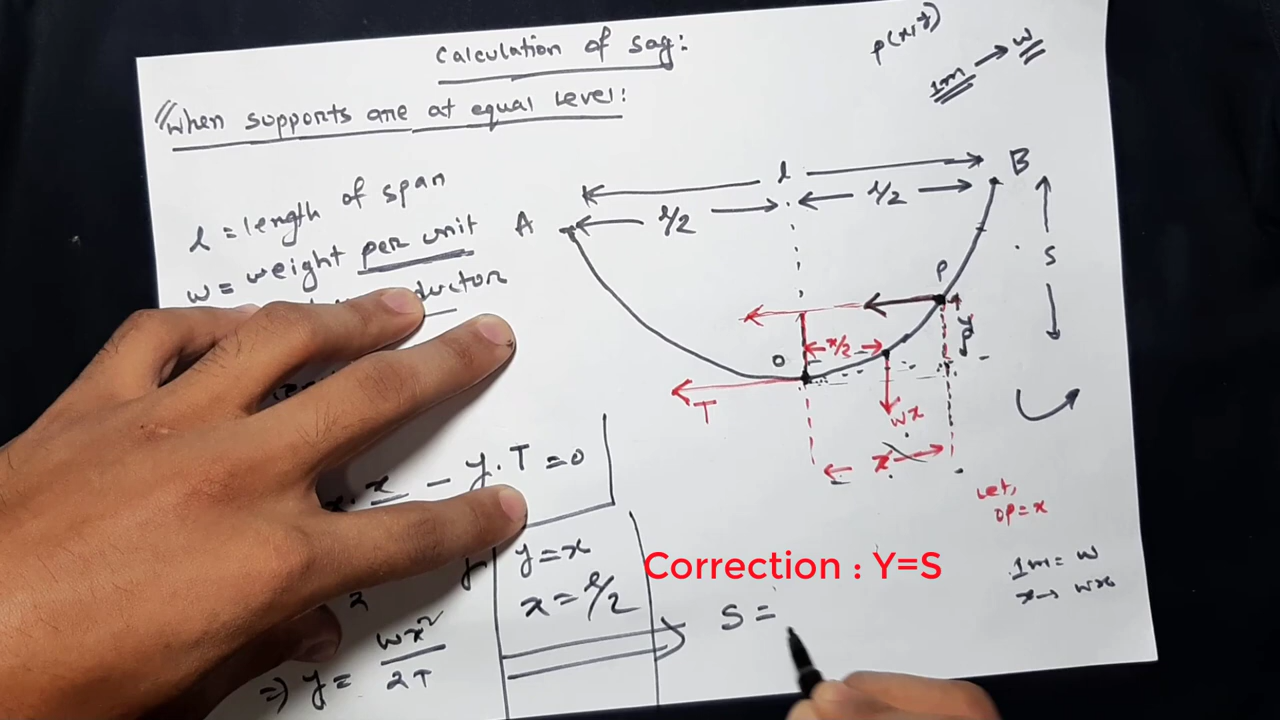 Calculation of sag:
P(x,y)
1m → w
When supports are at equal level:
l = length of span
w = weight per unit
A
B
l
l/2
l/2
S
P
y
O
x/2
T
wx
x
let,
OP = x
1m = w
x → wx
x − y.T = 0
y = x
x = l/2
Correction : Y=S
2
S =
=> y = wx²
2T